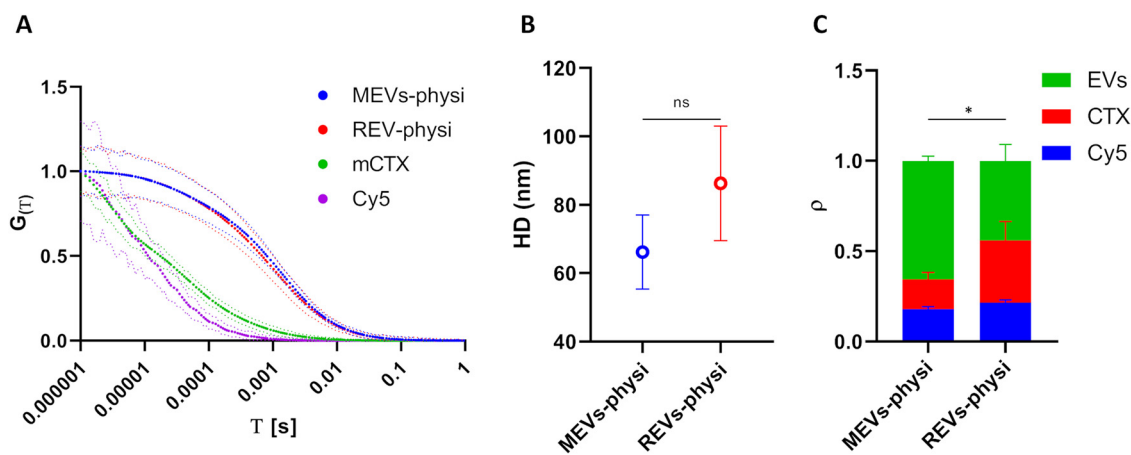 A
G(T)
1.5
1.0
0.5
0.0
0.000001
0.00001
0.0001
0.001
0.01
0.1
1
T [s]
MEVs-physi
REV-physi
mCTX
Cy5
B
HD (nm)
120
100
80
60
40
ns
MEVs-physi
REVs-physi
C
ρ
1.5
1.0
0.5
0.0
*
MEVs-physi
REVs-physi
EVs
CTX
Cy5